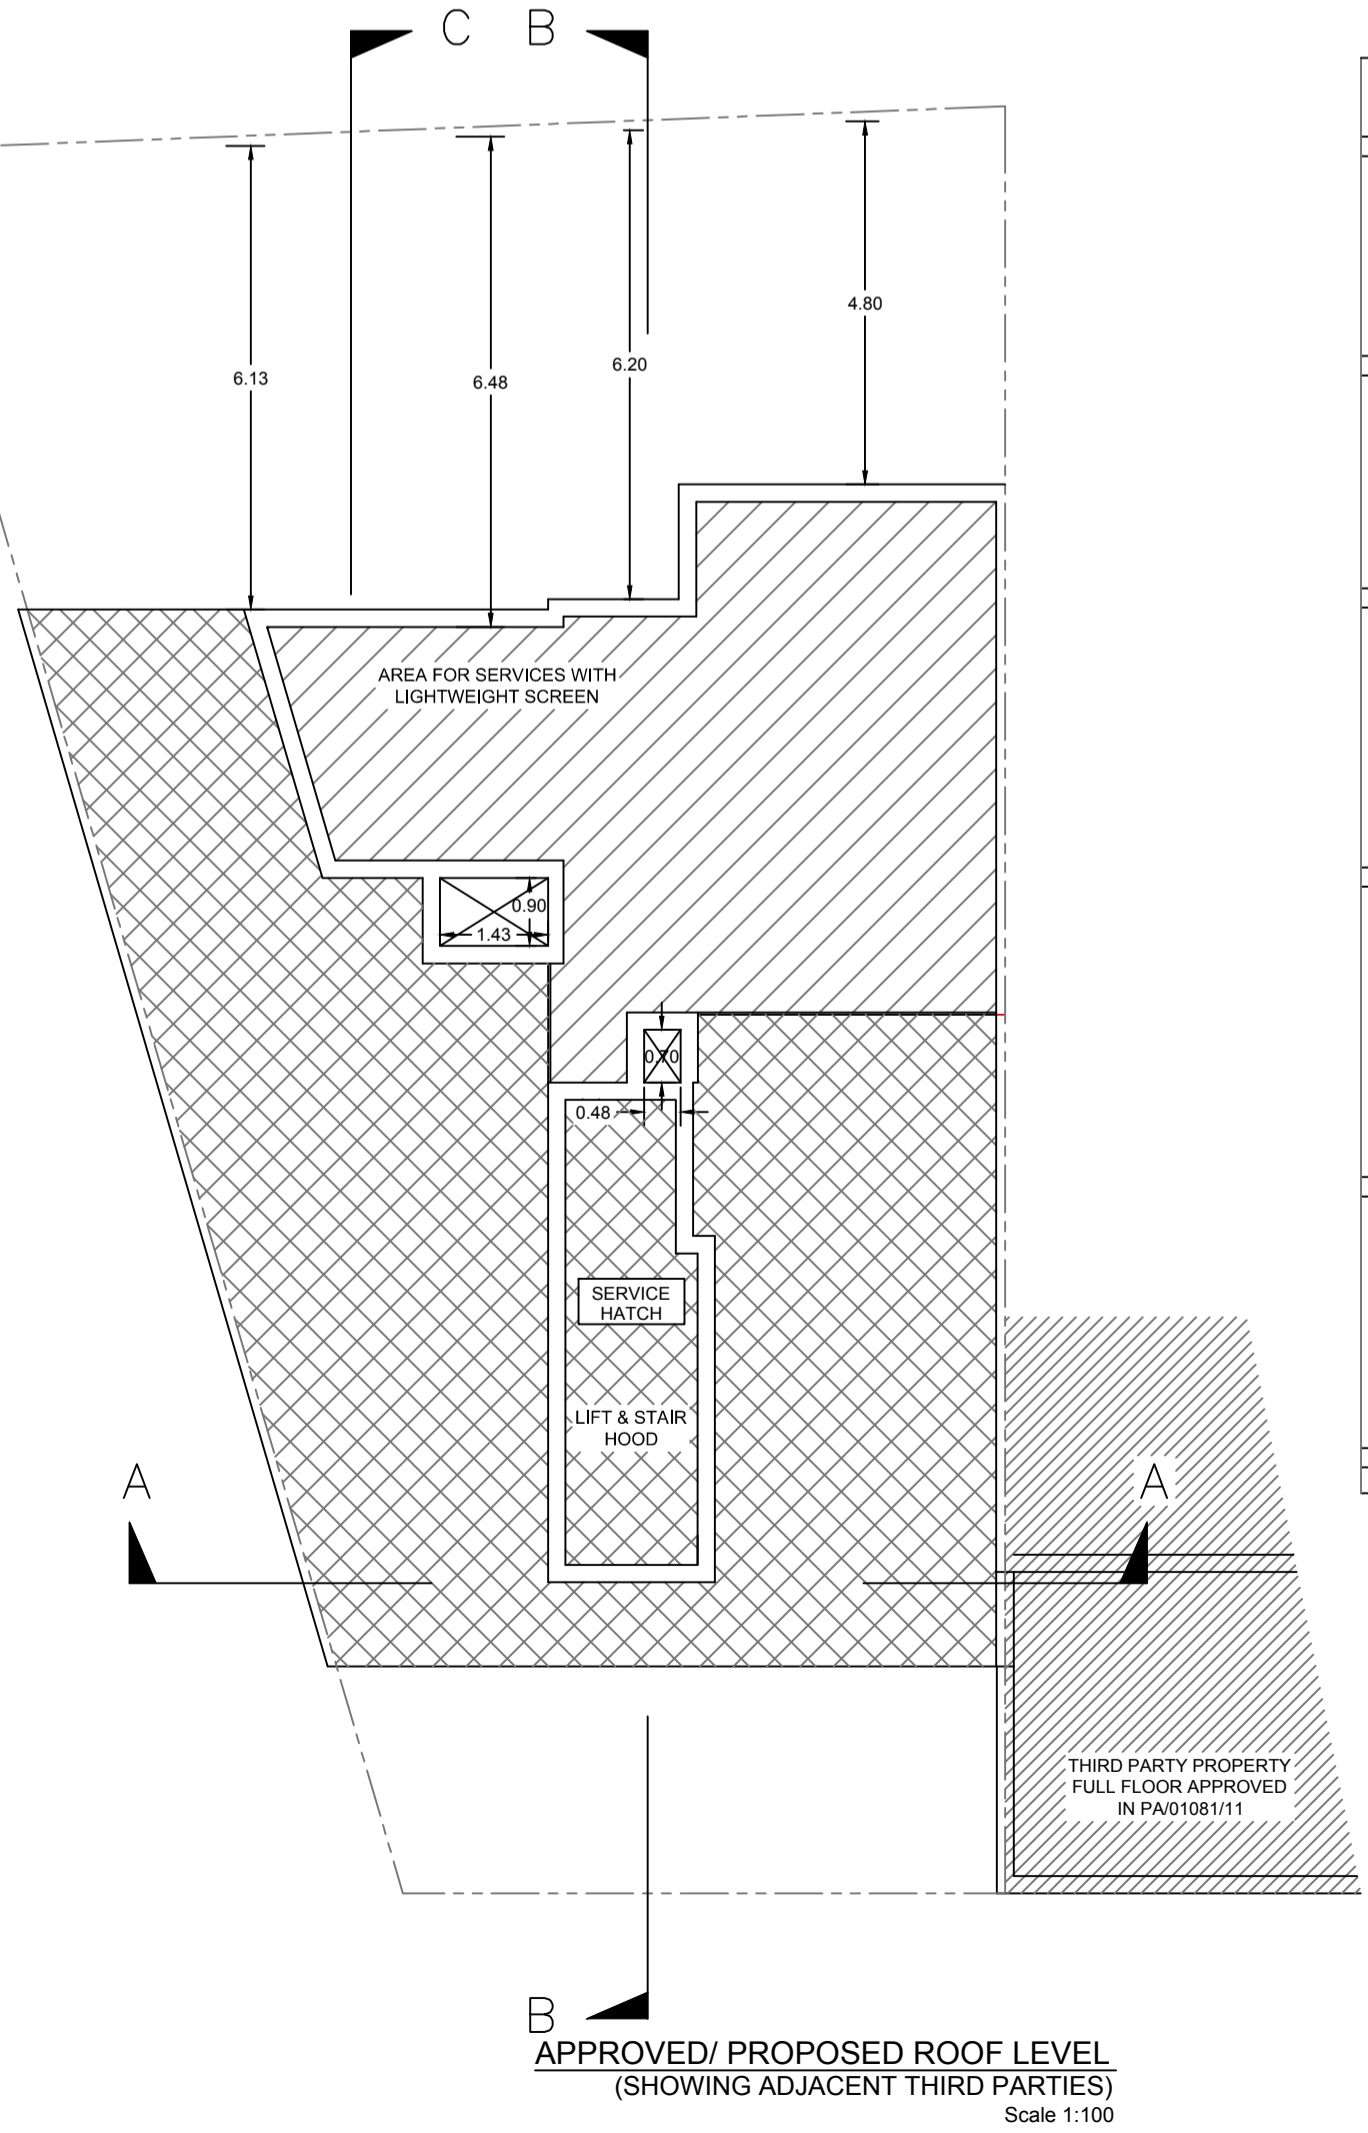 C B
4.80
6.20
6.13
6.48
AREA FOR SERVICES WITH
LIGHTWEIGHT SCREEN
0.90
1.43
0.70
0.48
SERVICE
HATCH
LIFT & STAIR
HOOD
A A
THIRD PARTY PROPERTY
FULL FLOOR APPROVED
IN PA/01081/11
B
APPROVED/ PROPOSED ROOF LEVEL
(SHOWING ADJACENT THIRD PARTIES)
Scale 1:100